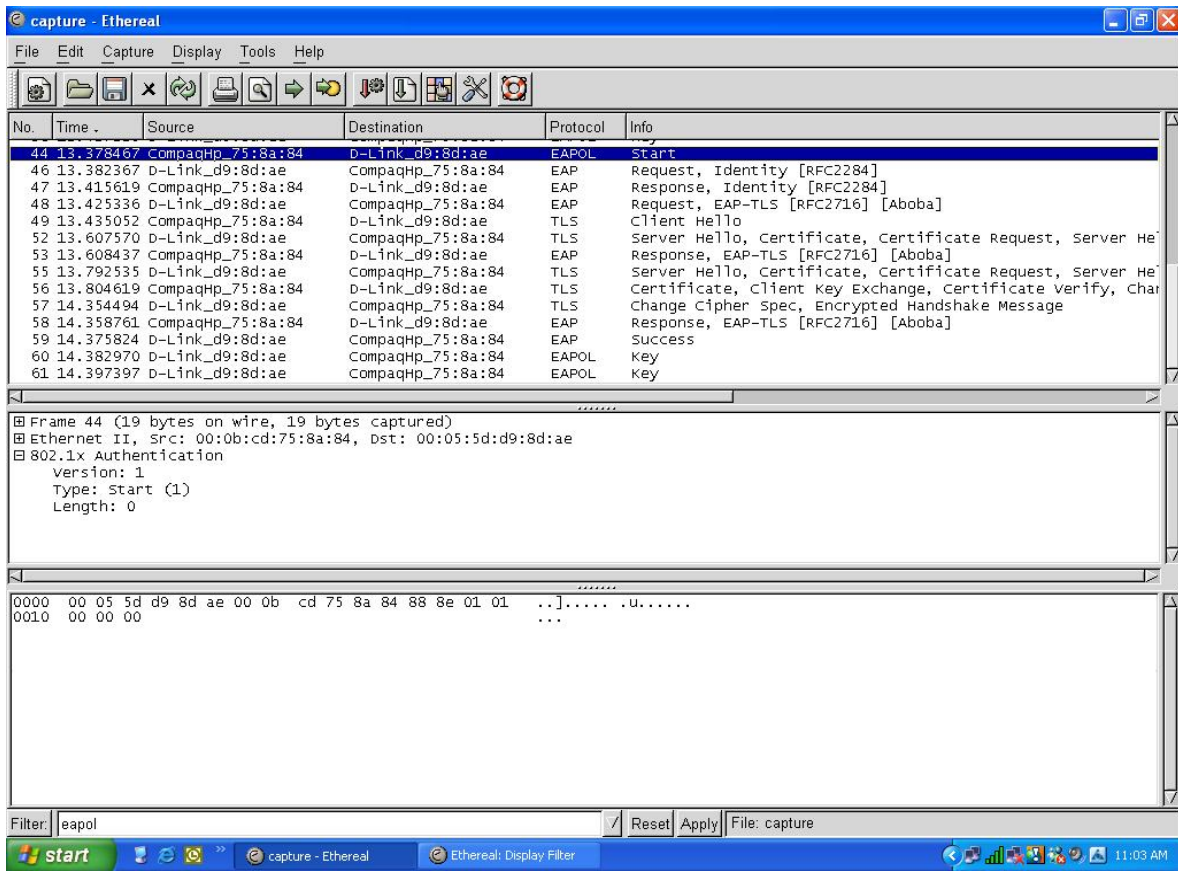 capture - Ethereal
File Edit Capture Display Tools Help
No. Time Source Destination Protocol Info
44 13.378467 CompaqHp_75:8a:84 D-Link_d9:8d:ae EAPOL Start
46 13.382367 D-Link_d9:8d:ae CompaqHp_75:8a:84 EAP Request, Identity [RFC2284]
47 13.415619 CompaqHp_75:8a:84 D-Link_d9:8d:ae EAP Response, Identity [RFC2284]
48 13.425336 D-Link_d9:8d:ae CompaqHp_75:8a:84 EAP Request, EAP-TLS [RFC2716] [Aboba]
49 13.435052 CompaqHp_75:8a:84 D-Link_d9:8d:ae TLS Client Hello
52 13.607570 D-Link_d9:8d:ae CompaqHp_75:8a:84 TLS Server Hello, Certificate, Certificate Request, Server Hel
53 13.608437 CompaqHp_75:8a:84 D-Link_d9:8d:ae EAP Response, EAP-TLS [RFC2716] [Aboba]
55 13.792535 D-Link_d9:8d:ae CompaqHp_75:8a:84 TLS Server Hello, Certificate, Certificate Request, Server Hel
56 13.804619 CompaqHp_75:8a:84 D-Link_d9:8d:ae TLS Certificate, Client Key Exchange, Certificate Verify, Chan
57 14.354494 D-Link_d9:8d:ae CompaqHp_75:8a:84 TLS Change Cipher Spec, Encrypted Handshake Message
58 14.358761 CompaqHp_75:8a:84 D-Link_d9:8d:ae EAP Response, EAP-TLS [RFC2716] [Aboba]
59 14.375824 D-Link_d9:8d:ae CompaqHp_75:8a:84 EAP Success
60 14.382970 D-Link_d9:8d:ae CompaqHp_75:8a:84 EAPOL Key
61 14.397397 D-Link_d9:8d:ae CompaqHp_75:8a:84 EAPOL Key
Frame 44 (19 bytes on wire, 19 bytes captured)
Ethernet II, Src: 00:0b:cd:75:8a:84, Dst: 00:05:5d:d9:8d:ae
802.1x Authentication
Version: 1
Type: Start (1)
Length: 0
0000 00 05 5d d9 8d ae 00 0b cd 75 8a 84 88 8e 01 01 ..]..... .u......
0010 00 00 00 ...
Filter: eapol Reset Apply File: capture
start capture - Ethereal Ethereal: Display Filter 11:03 AM